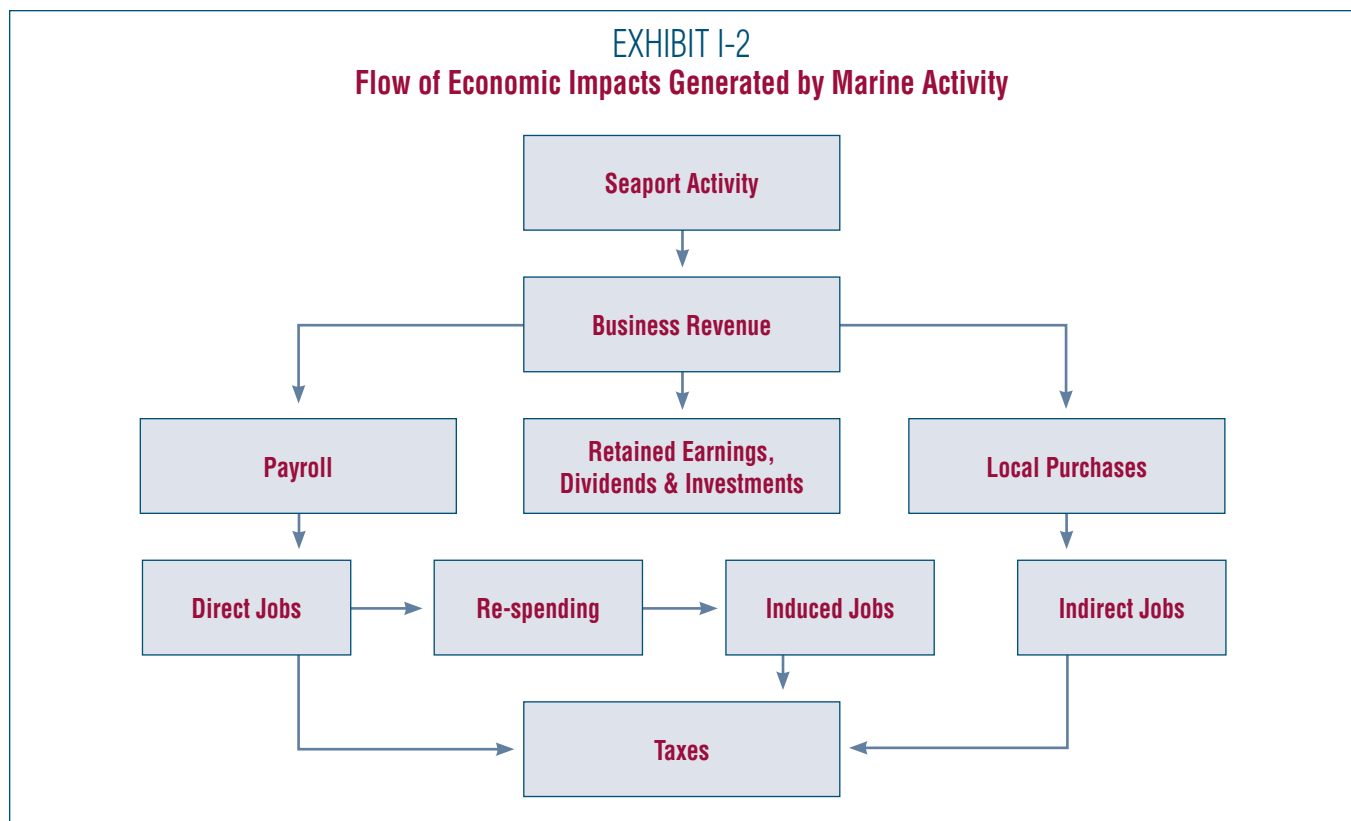 EXHIBIT I-2
Flow of Economic Impacts Generated by Marine Activity
Seaport Activity
Business Revenue
Payroll
Retained Earnings,
Dividends & Investments
Local Purchases
Direct Jobs
Re-spending
Induced Jobs
Indirect Jobs
Taxes